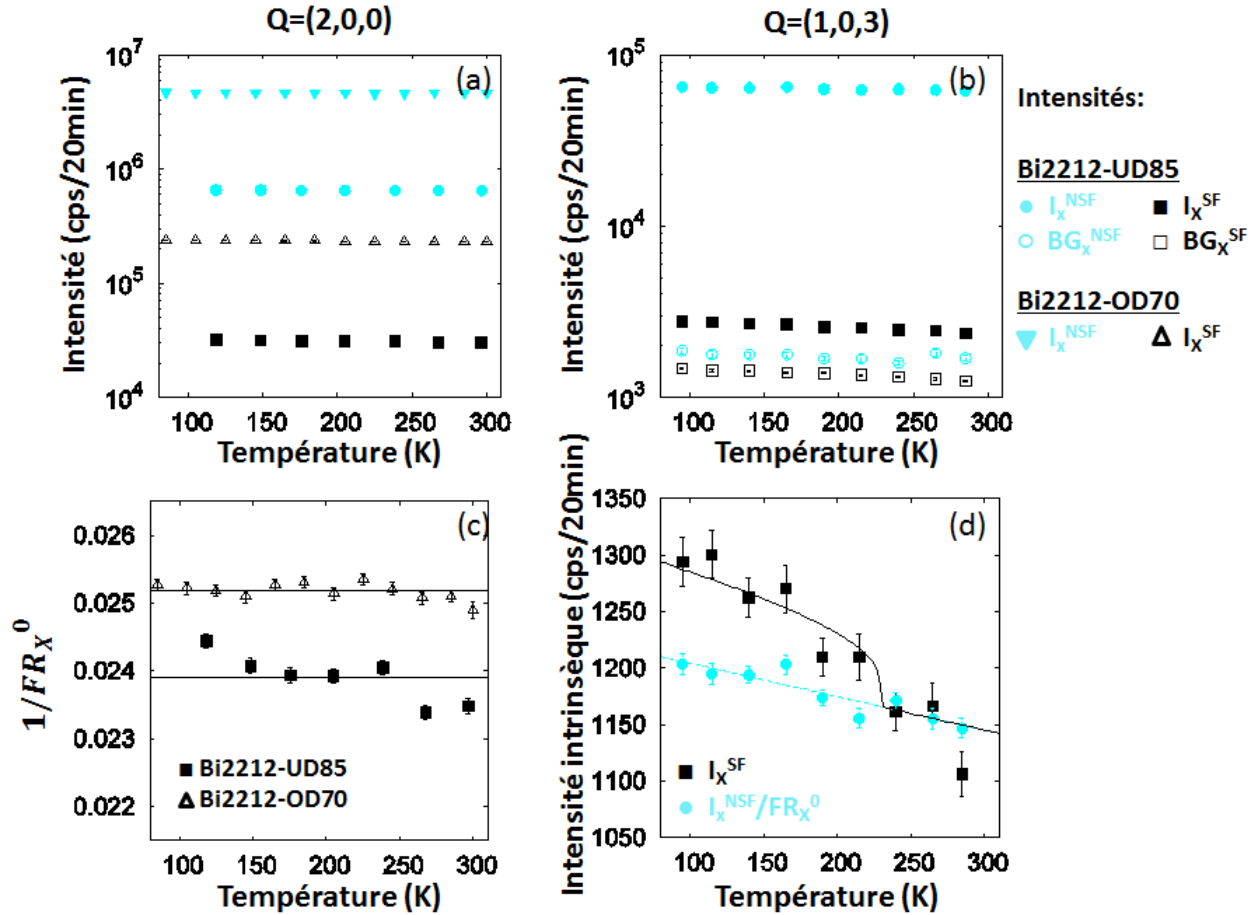 Q=(2,0,0)
Q=(1,0,3)
(a)
10^7
10^6
10^5
10^4
Intensité (cps/20min)
100 150 200 250 300
Température (K)
(b)
10^5
10^4
10^3
Intensité (cps/20min)
100 150 200 250 300
Température (K)
Intensités:
Bi2212-UD85
I_x^NSF I_X^SF
BG_x^NSF BG_X^SF
Bi2212-OD70
I_x^NSF I_X^SF
(c)
0.026
0.025
0.024
0.023
0.022
1/FR_X^0
Bi2212-UD85
Bi2212-OD70
100 150 200 250 300
Température (K)
(d)
1350
1300
1250
1200
1150
1100
1050
Intensité intrinsèque (cps/20min)
I_X^SF
I_x^NSF/FR_X^0
100 150 200 250 300
Température (K)